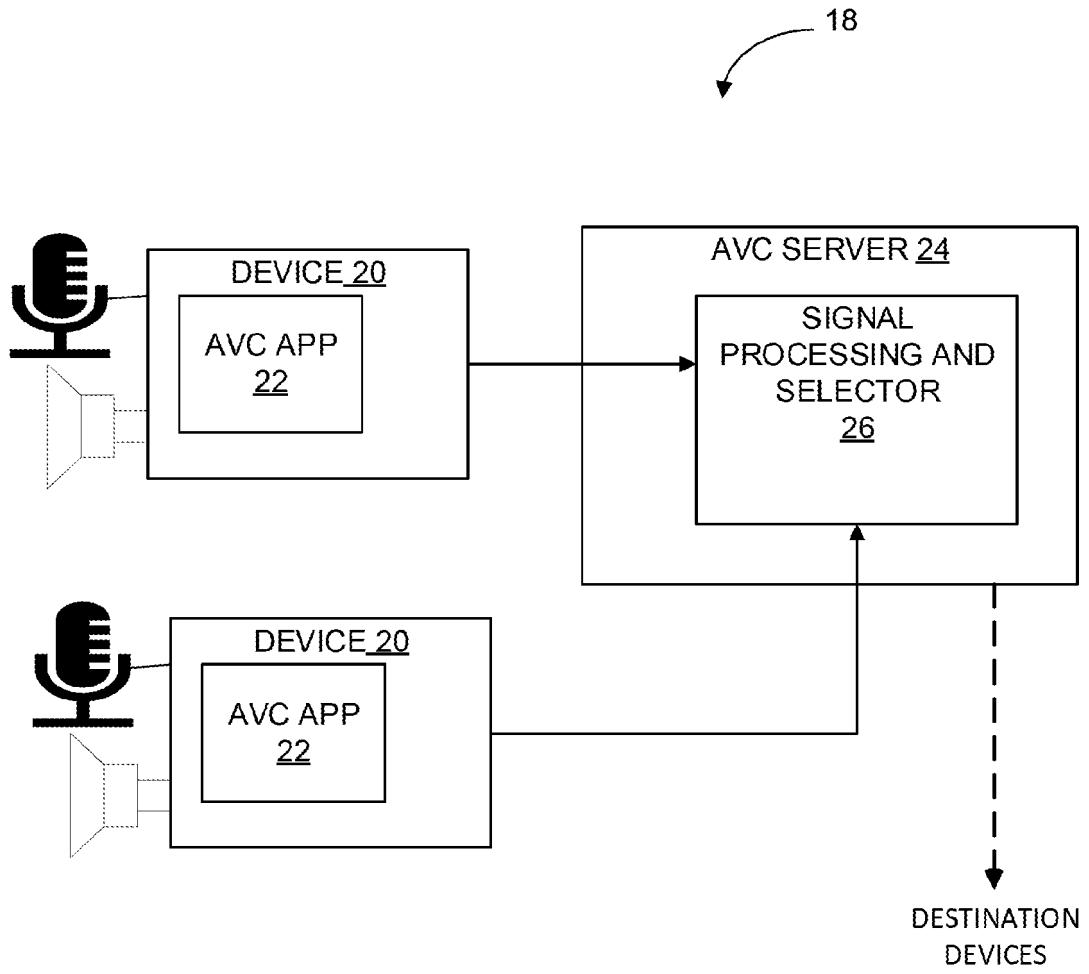 18
DEVICE 20
AVC APP
22
AVC SERVER 24
SIGNAL
PROCESSING AND
SELECTOR
26
DEVICE 20
AVC APP
22
DESTINATION
DEVICES